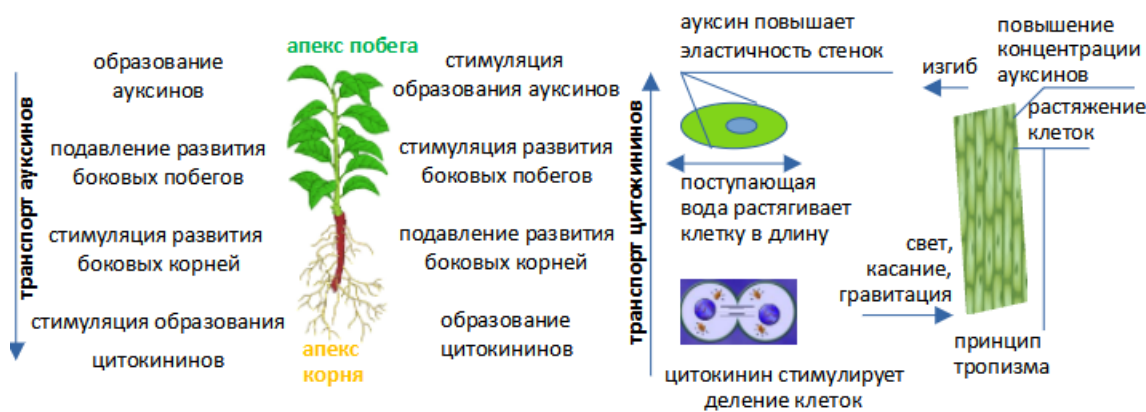 апекс побега
образование
ауксинов
стимуляция
образования ауксинов
подавление развития
боковых побегов
стимуляция развития
боковых побегов
стимуляция развития
боковых корней
подавление развития
боковых корней
стимуляция образования
цитокининов
образование
цитокининов
апекс
корня
транспорт ауксинов
транспорт цитокининов
ауксин повышает
эластичность стенок
поступающая
вода растягивает
клетку в длину
цитокинин стимулирует
деление клеток
изгиб
повышение
концентрации
ауксинов
растяжение
клеток
свет,
касание,
гравитация
принцип
тропизма